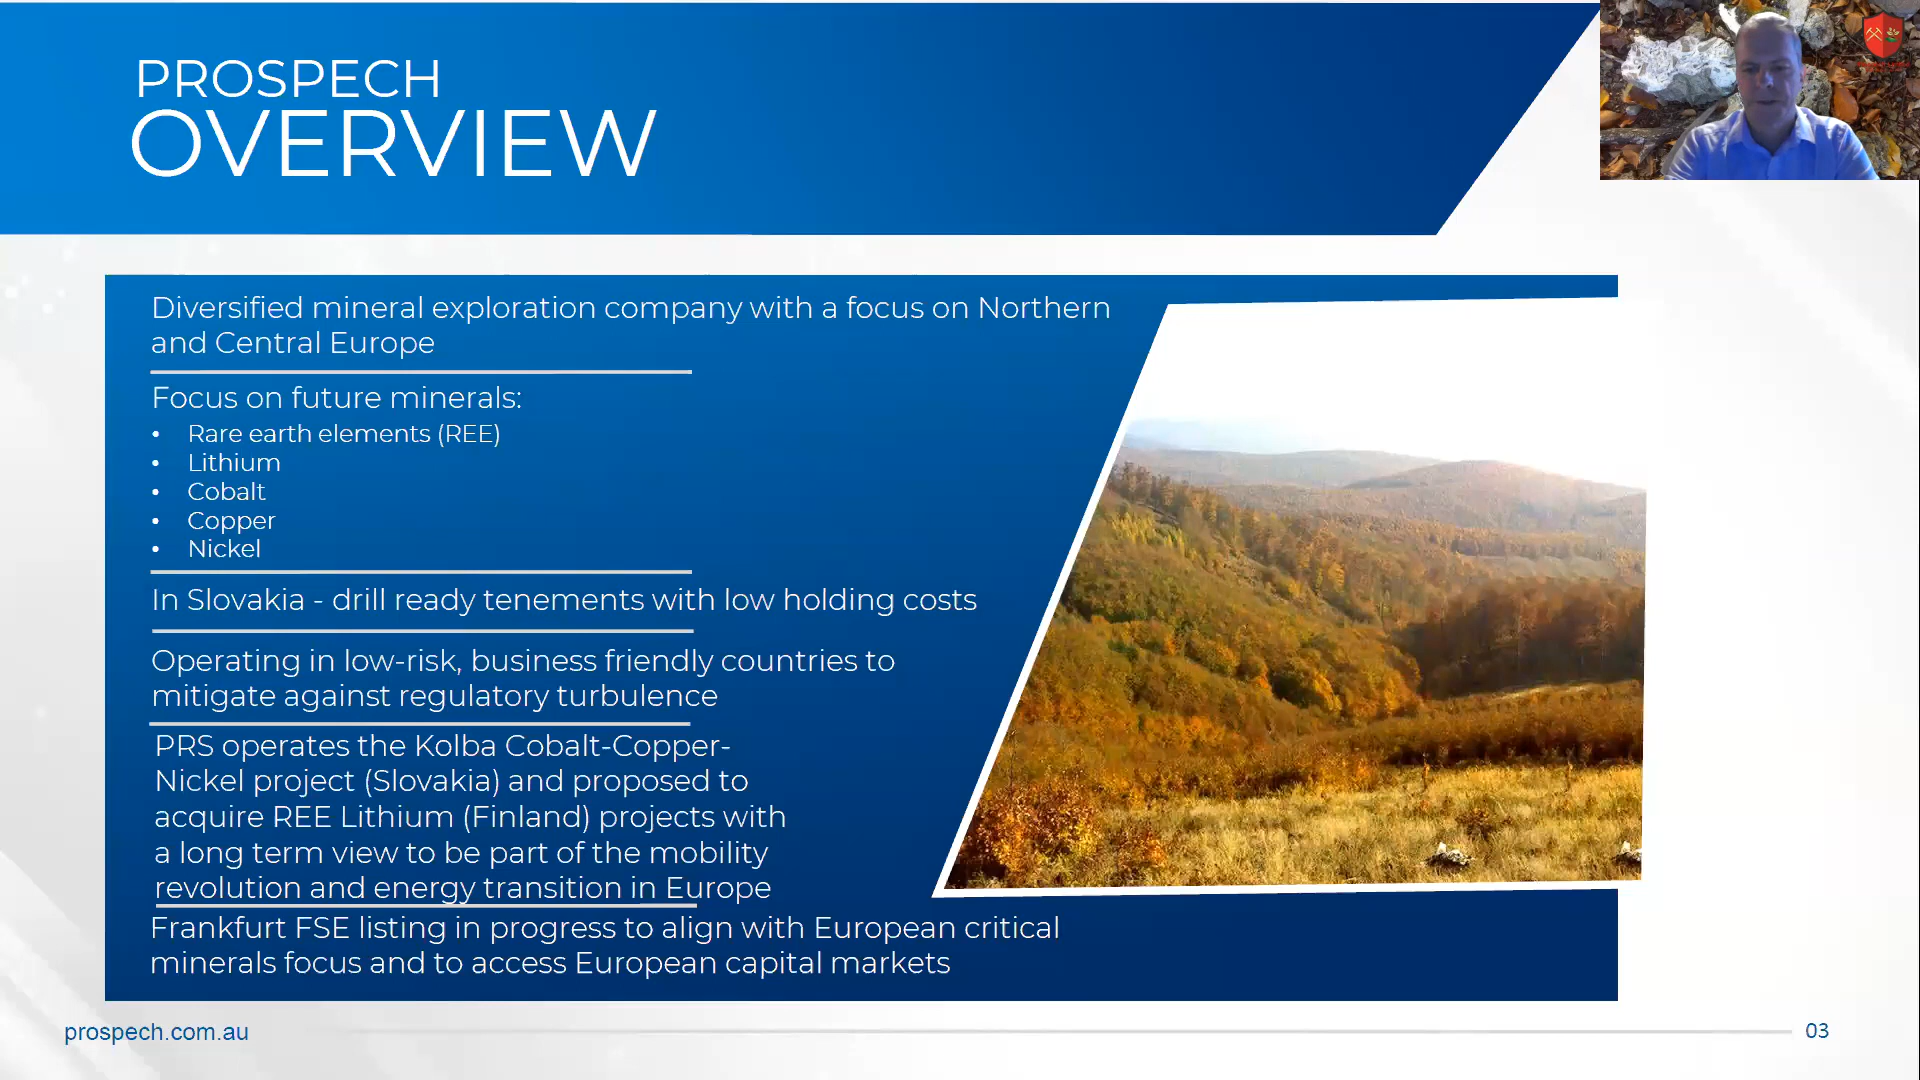 PROSPECH
OVERVIEW
Diversified mineral exploration company with a focus on Northern
and Central Europe
Focus on future minerals:
• Rare earth elements (REE)
• Lithium
• Cobalt
• Copper
• Nickel
In Slovakia - drill ready tenements with low holding costs
Operating in low-risk, business friendly countries to
mitigate against regulatory turbulence
PRS operates the Kolba Cobalt-Copper-
Nickel project (Slovakia) and proposed to
acquire REE Lithium (Finland) projects with
a long term view to be part of the mobility
revolution and energy transition in Europe
Frankfurt FSE listing in progress to align with European critical
minerals focus and to access European capital markets
prospech.com.au
03